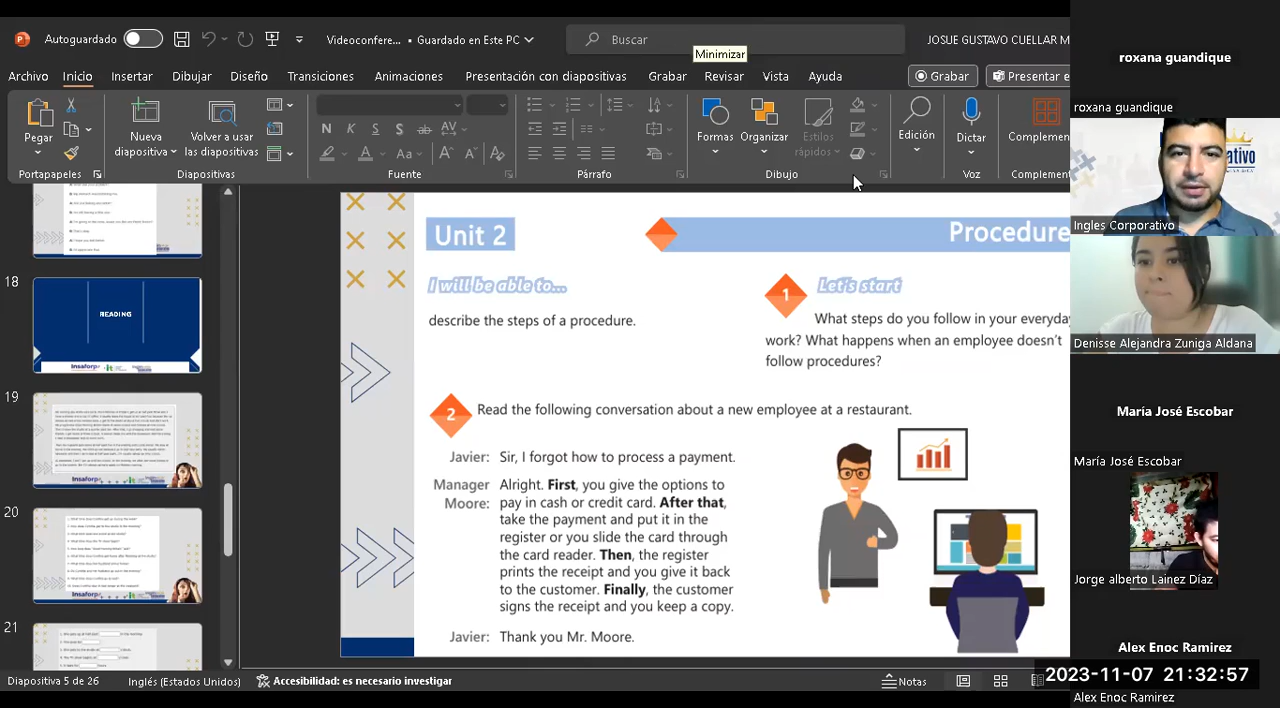 Autoguardado
Videoconfere... • Guardado en Este PC
Buscar
JOSUE GUSTAVO CUELLAR M
Minimizar
Archivo Inicio Insertar Dibujar Diseño Transiciones Animaciones Presentación con diapositivas Grabar Revisar Vista Ayuda
Grabar
Presentar e
Pegar
Nueva diapositiva
Volver a usar las diapositivas
Formas
Organizar
Estilos rápidos
Edición
Dictar
Complemen
Portapapeles
Diapositivas
Fuente
Párrafo
Dibujo
Voz
Complemen
18
READING
19
20
21
Unit 2
Procedure
I will be able to...
describe the steps of a procedure.
1
Let's start
What steps do you follow in your everyday
work? What happens when an employee doesn't
follow procedures?
2
Read the following conversation about a new employee at a restaurant.
Javier: Sir, I forgot how to process a payment.
Manager Alright. First, you give the options to
Moore: pay in cash or credit card. After that,
take the payment and put it in the
register or you slide the card through
the card reader. Then, the register
prints the receipt and you give it back
to the customer. Finally, the customer
signs the receipt and you keep a copy.
Javier: Thank you Mr. Moore.
Diapositiva 5 de 26
Inglés (Estados Unidos)
Accesibilidad: es necesario investigar
Notas
roxana guandique
roxana guandique
Ingles Corporativo
Denisse Alejandra Zuniga Aldana
María José Escobar
María José Escobar
Jorge alberto Lainez Díaz
Alex Enoc Ramirez
2023-11-07 21:32:57
Alex Enoc Ramirez